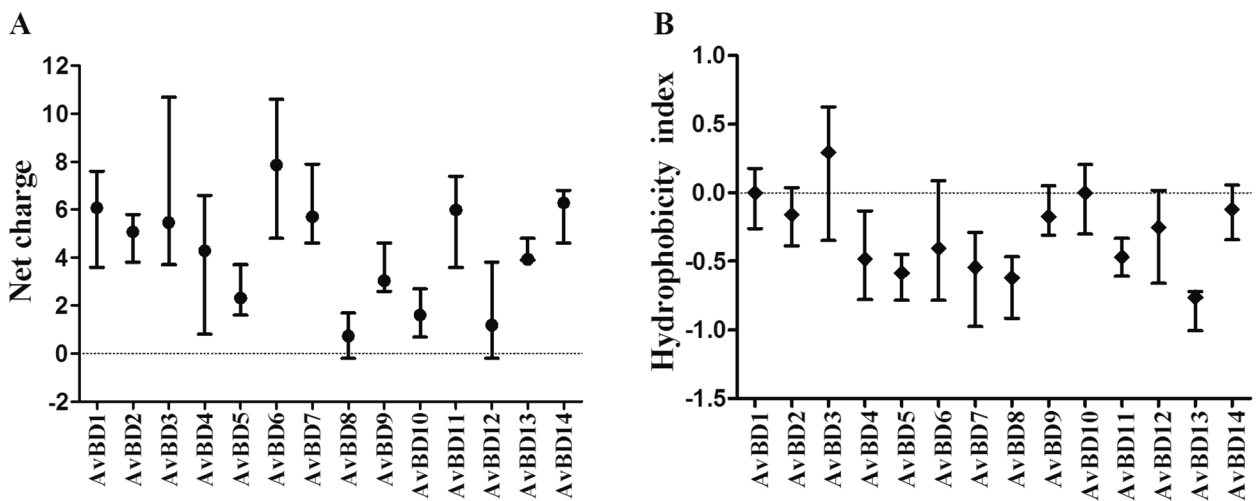 A
Net charge
12
10
8
6
4
2
0
-2
AvBD1
AvBD2
AvBD3
AvBD4
AvBD5
AvBD6
AvBD7
AvBD8
AvBD9
AvBD10
AvBD11
AvBD12
AvBD13
AvBD14
B
Hydrophobicity index
1.0
0.5
0.0
-0.5
-1.0
-1.5
AvBD1
AvBD2
AvBD3
AvBD4
AvBD5
AvBD6
AvBD7
AvBD8
AvBD9
AvBD10
AvBD11
AvBD12
AvBD13
AvBD14